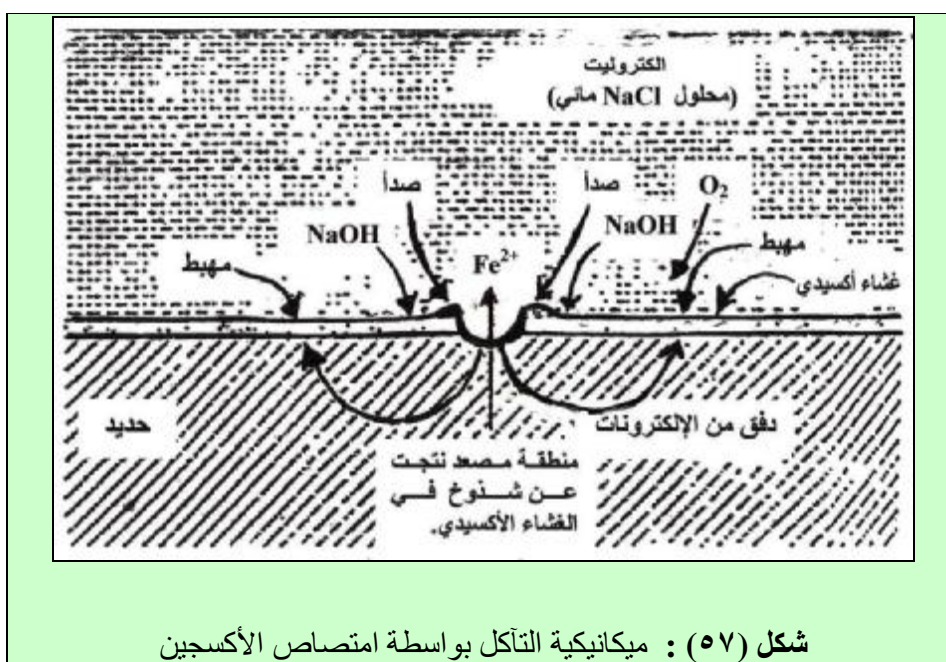 الكتروليت
(محلول NaCl مائي)
صدأ
صدأ
O₂
NaOH
NaOH
مهبط
Fe²⁺
مهبط
غشاء أكسيدي
حديد
دفق من الإلكترونات
منطقة مصعد نتجت
عن شذوخ في
الغشاء الأكسيدي.
شكل (٥٧) : ميكانيكية التآكل بواسطة امتصاص الأكسجين